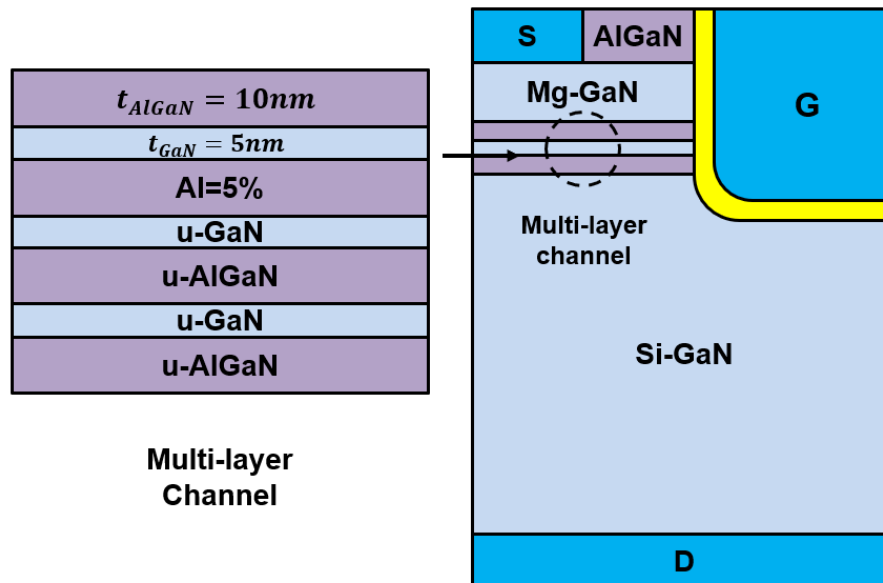 t_AlGaN = 10nm
t_GaN = 5nm
Al=5%
u-GaN
u-AlGaN
u-GaN
u-AlGaN
Multi-layer
Channel
S
AlGaN
Mg-GaN
G
Multi-layer
channel
Si-GaN
D